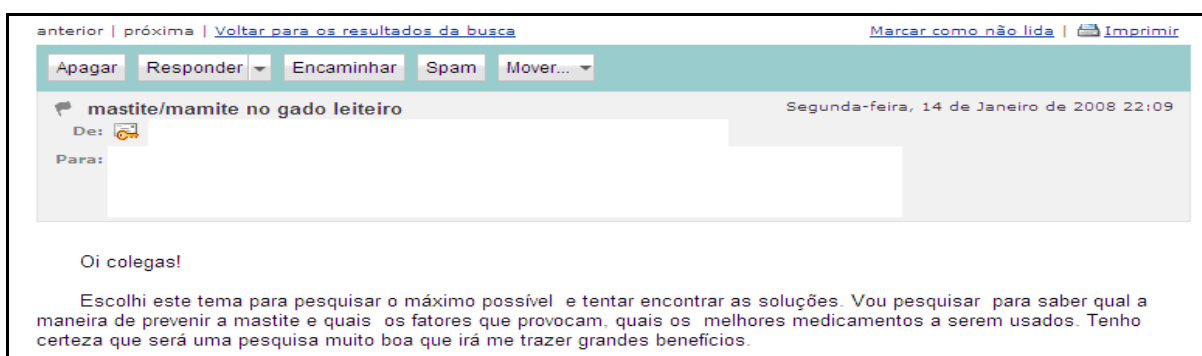 anterior | próxima | Voltar para os resultados da busca Marcar como não lida | Imprimir
Apagar Responder Encaminhar Spam Mover...
mastite/mamite no gado leiteiro Segunda-feira, 14 de Janeiro de 2008 22:09
De:
Para:
Oi colegas!
Escolhi este tema para pesquisar o máximo possível e tentar encontrar as soluções. Vou pesquisar para saber qual a
maneira de prevenir a mastite e quais os fatores que provocam, quais os melhores medicamentos a serem usados. Tenho
certeza que será uma pesquisa muito boa que irá me trazer grandes benefícios.